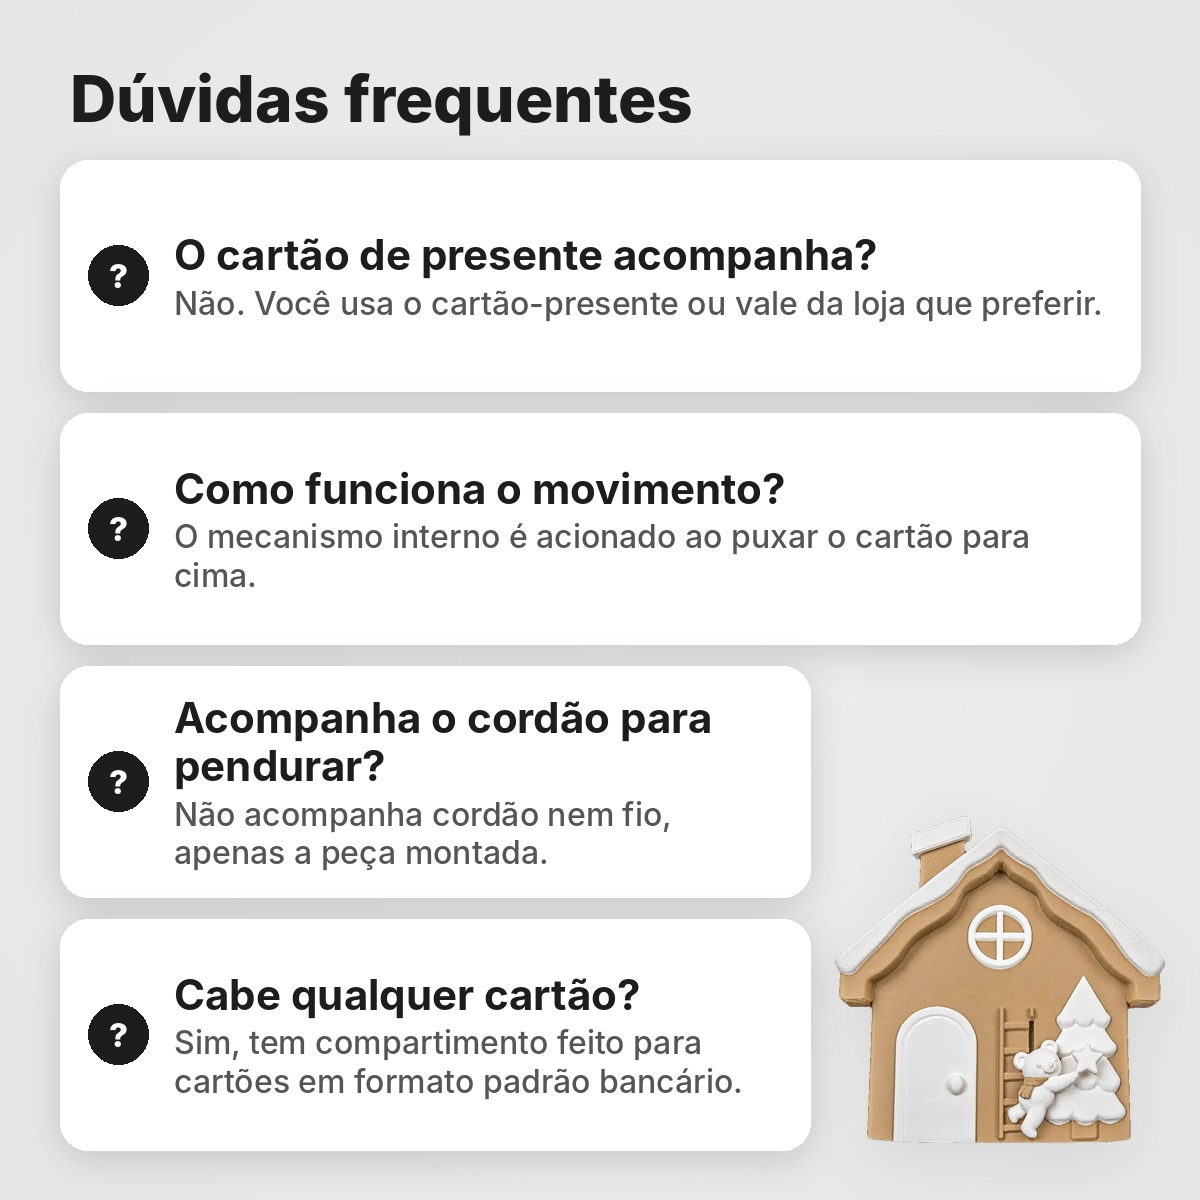 Dúvidas frequentes
?
O cartão de presente acompanha?
Não. Você usa o cartão-presente ou vale da loja que preferir.
?
Como funciona o movimento?
O mecanismo interno é acionado ao puxar o cartão para
cima.
?
Acompanha o cordão para
pendurar?
Não acompanha cordão nem fio,
apenas a peça montada.
?
Cabe qualquer cartão?
Sim, tem compartimento feito para
cartões em formato padrão bancário.